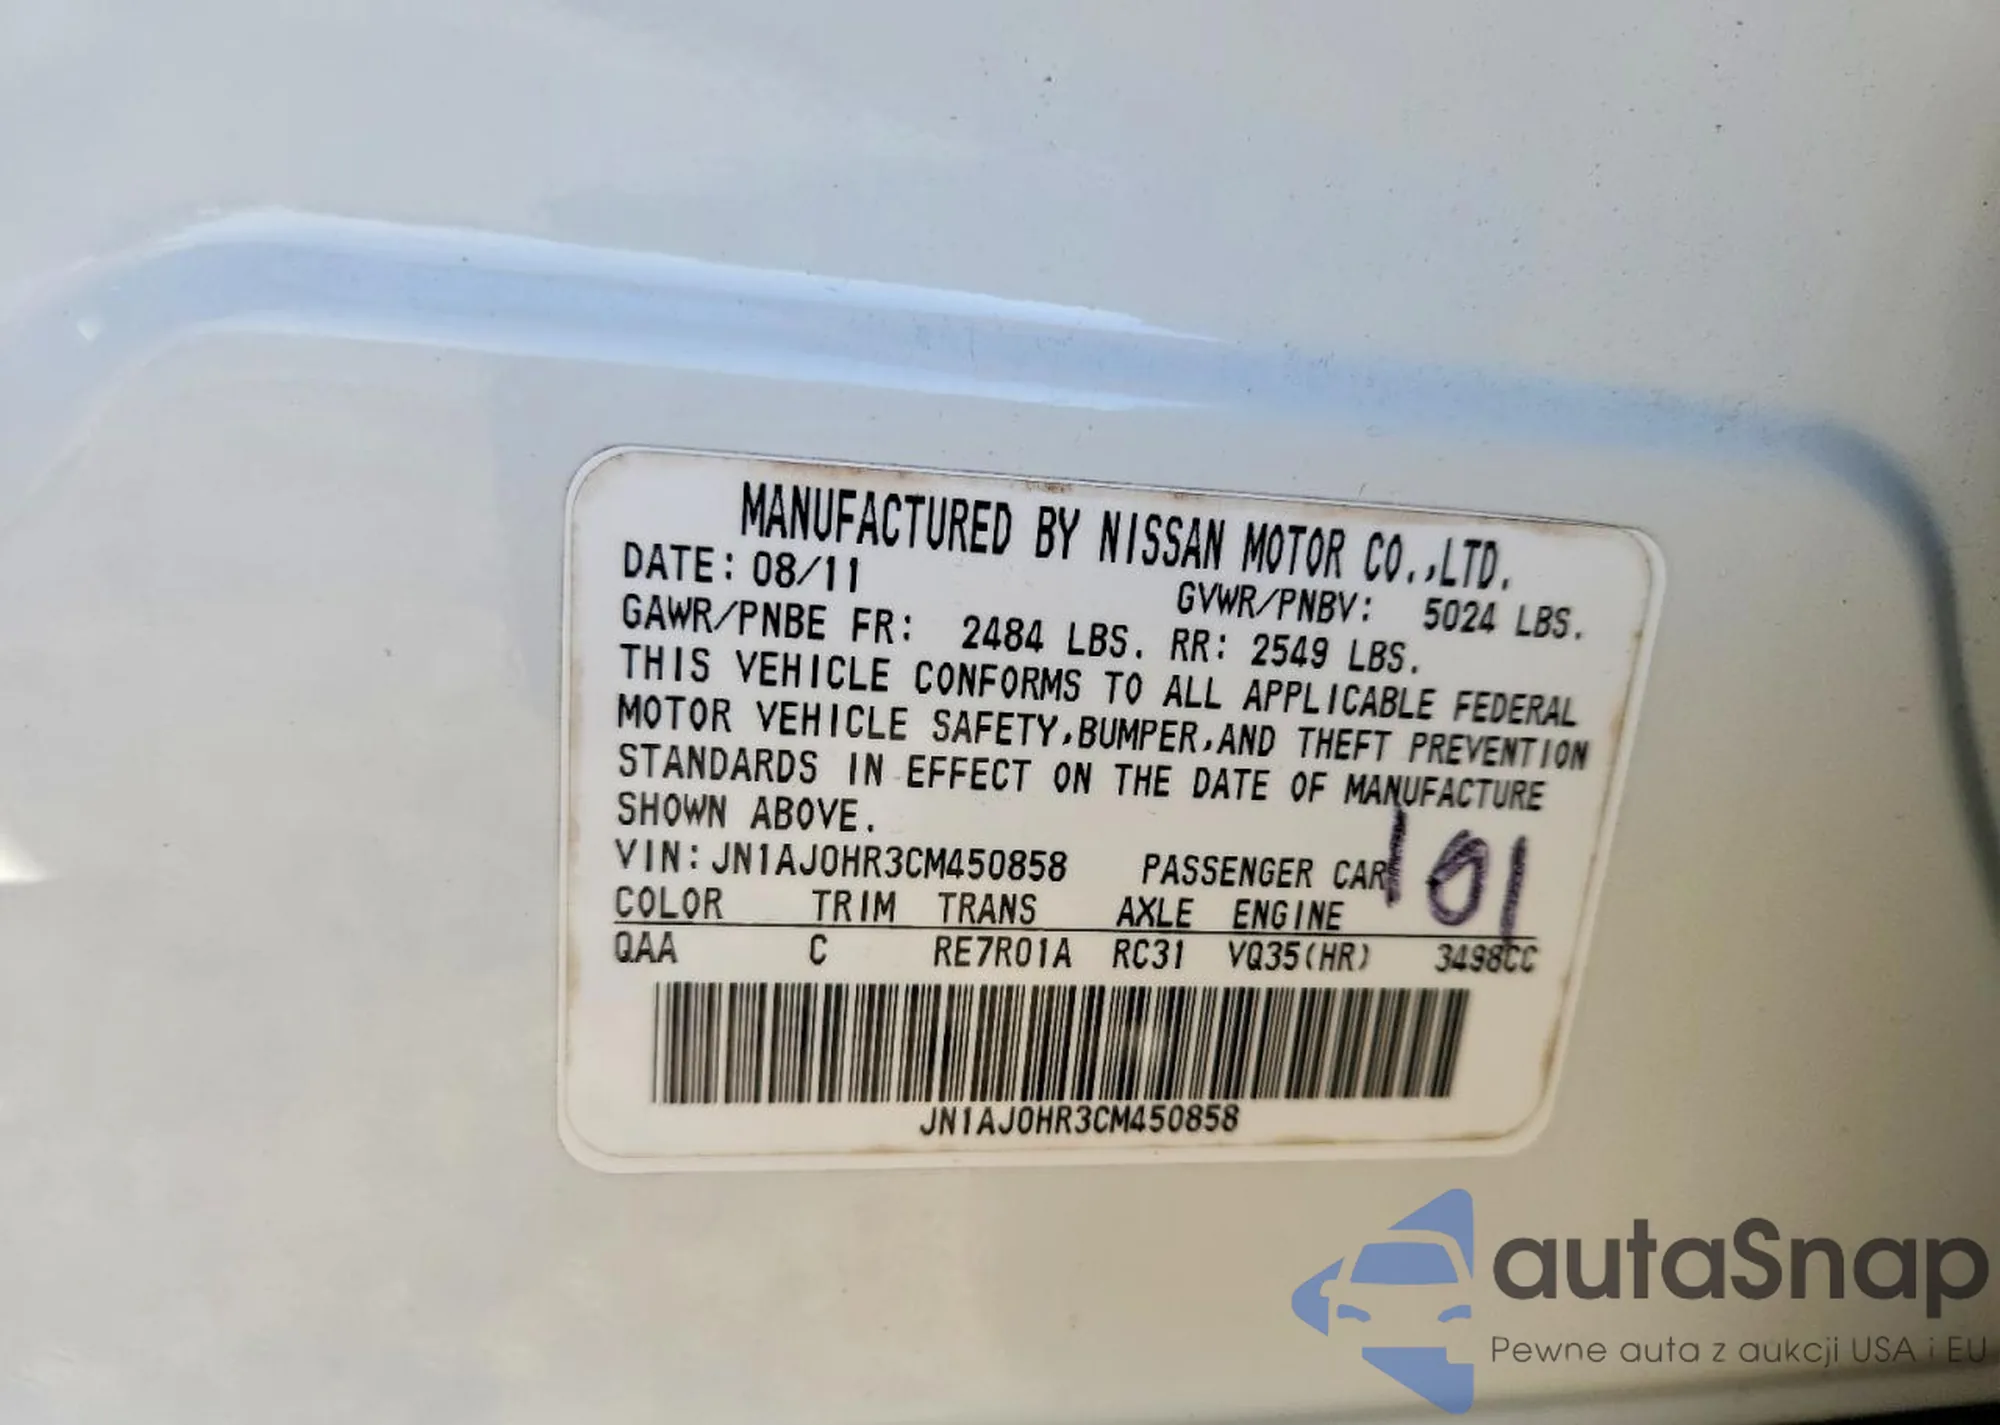 MANUFACTURED BY NISSAN MOTOR CO.,LTD.
DATE: 08/11
GVWR/PNBV: 5024 LBS.
GAWR/PNBE FR: 2484 LBS. RR: 2549 LBS.
THIS VEHICLE CONFORMS TO ALL APPLICABLE FEDERAL
MOTOR VEHICLE SAFETY,BUMPER,AND THEFT PREVENTION
STANDARDS IN EFFECT ON THE DATE OF MANUFACTURE
SHOWN ABOVE.
VIN: JN1AJ0HR3CM450858 PASSENGER CAR
101
COLOR TRIM TRANS AXLE ENGINE
QAA C RE7R01A RC31 VQ35(HR) 3498CC
JN1AJ0HR3CM450858
autaSnap
Pewne auta z aukcji USA i EU